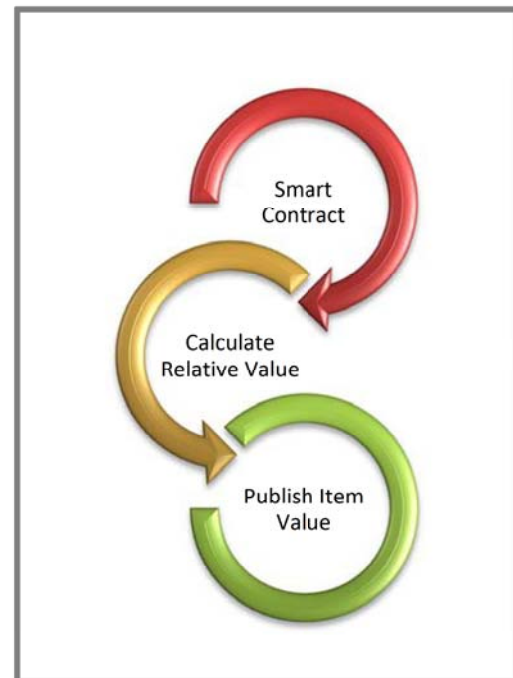 Smart
Contract
Calculate
Relative Value
Publish Item
Value